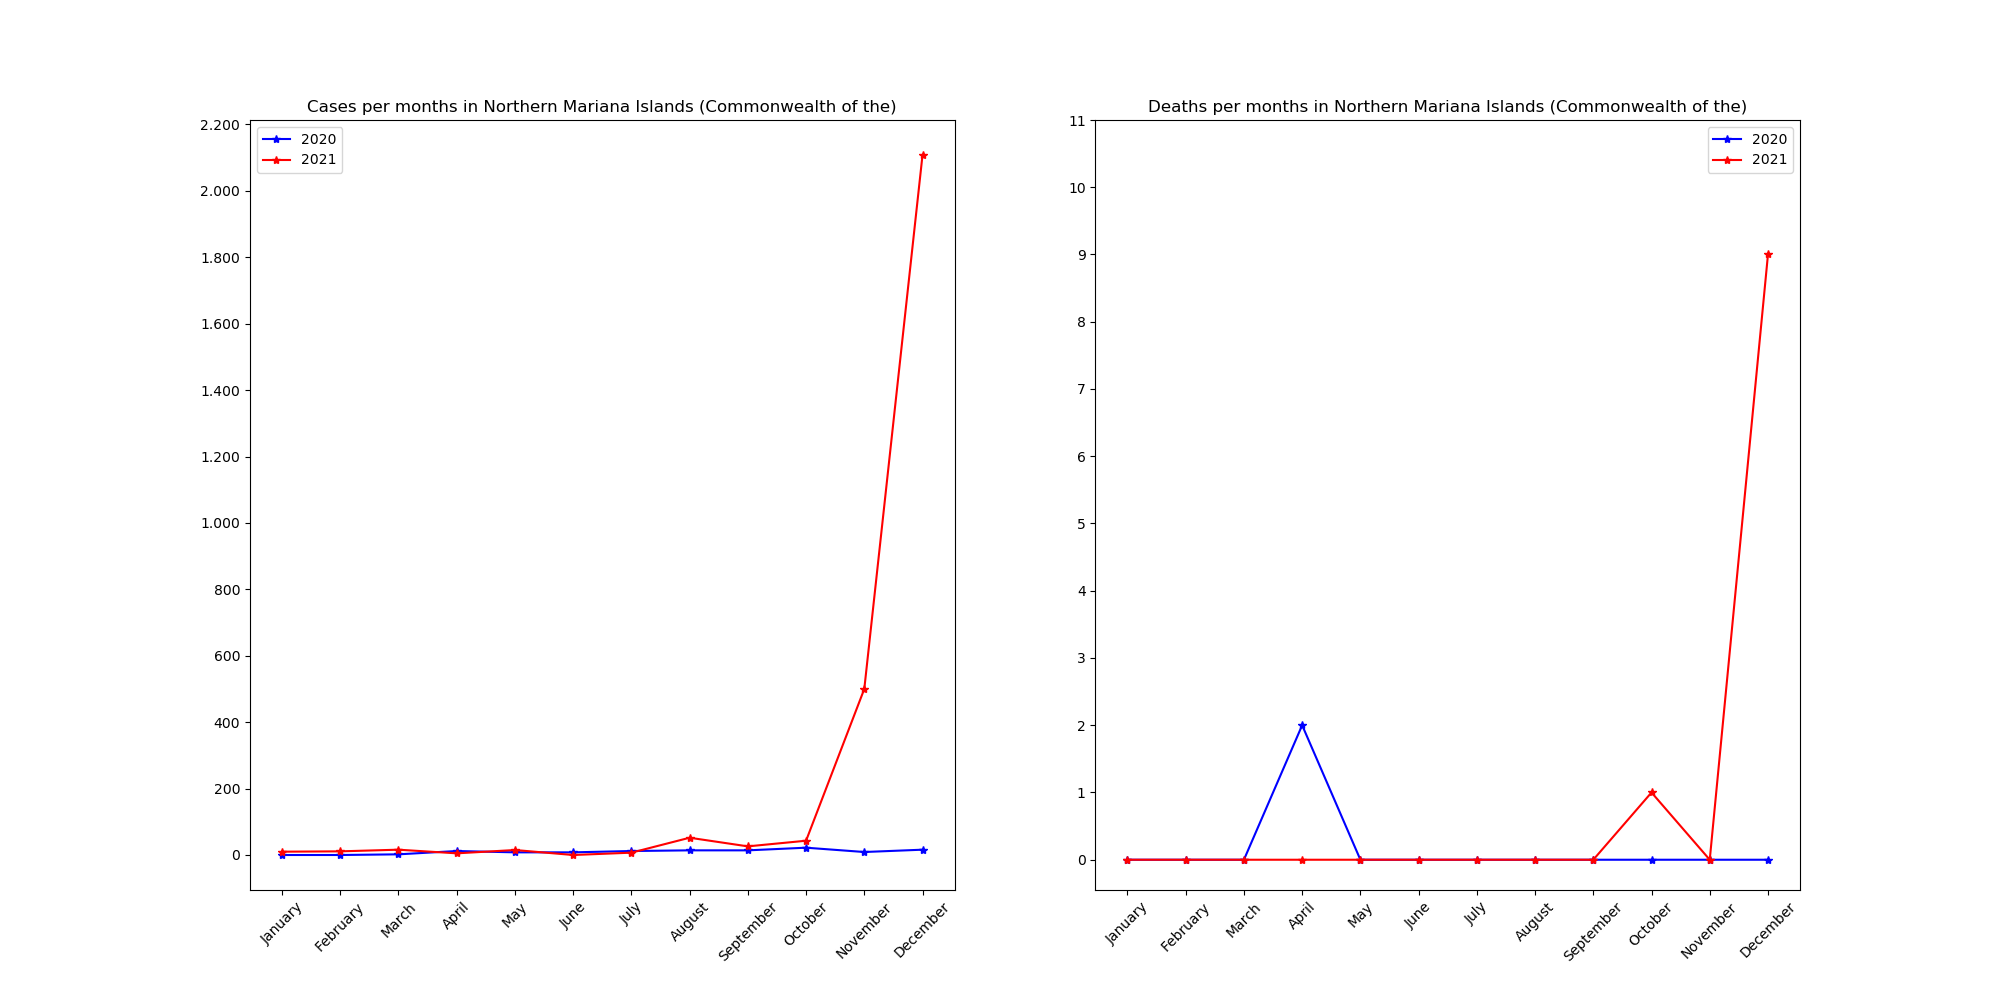 Cases per months in Northern Mariana Islands (Commonwealth of the)
2.200
2.000
1.800
1.600
1.400
1.200
1.000
800
600
400
200
0
2020
2021
January
February
March
April
May
June
July
August
September
October
November
December
Deaths per months in Northern Mariana Islands (Commonwealth of the)
11
10
9
8
7
6
5
4
3
2
1
0
2020
2021
January
February
March
April
May
June
July
August
September
October
November
December